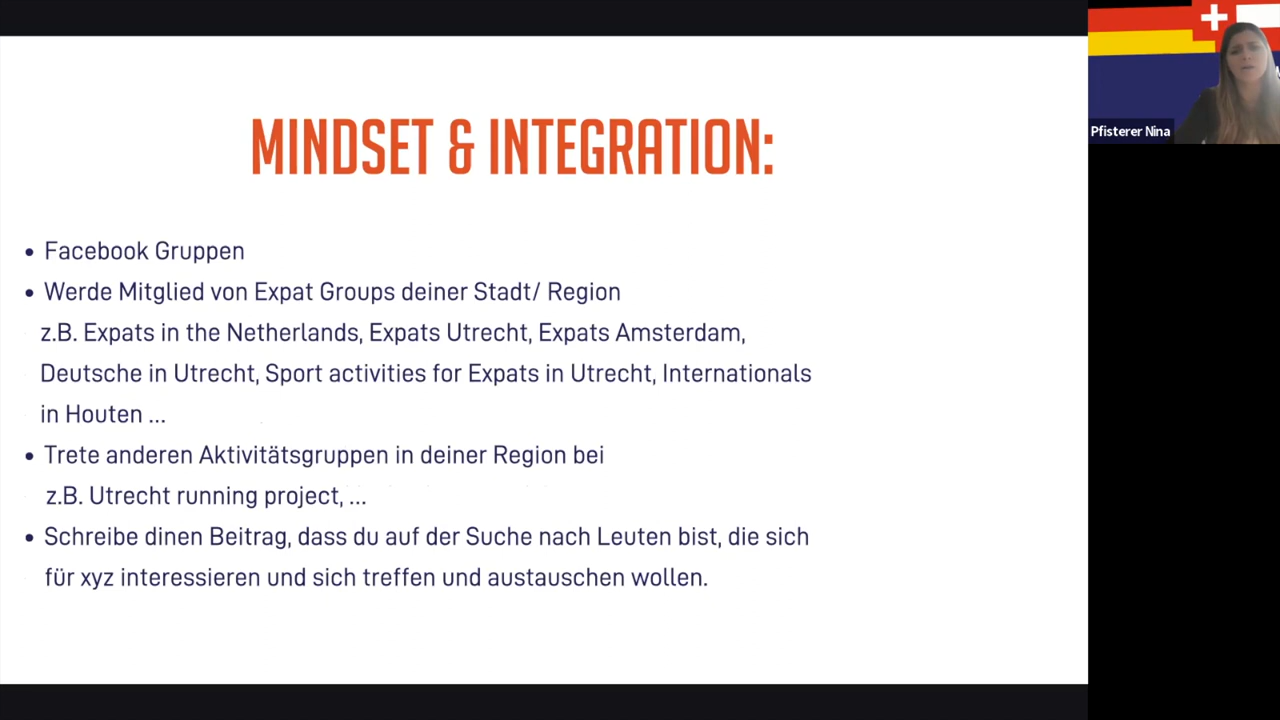 MINDSET & INTEGRATION:
• Facebook Gruppen
• Werde Mitglied von Expat Groups deiner Stadt/ Region
z.B. Expats in the Netherlands, Expats Utrecht, Expats Amsterdam,
Deutsche in Utrecht, Sport activities for Expats in Utrecht, Internationals
in Houten ...
• Trete anderen Aktivitätsgruppen in deiner Region bei
z.B. Utrecht running project, ...
• Schreibe dinen Beitrag, dass du auf der Suche nach Leuten bist, die sich
für xyz interessieren und sich treffen und austauschen wollen.
Pfisterer Nina